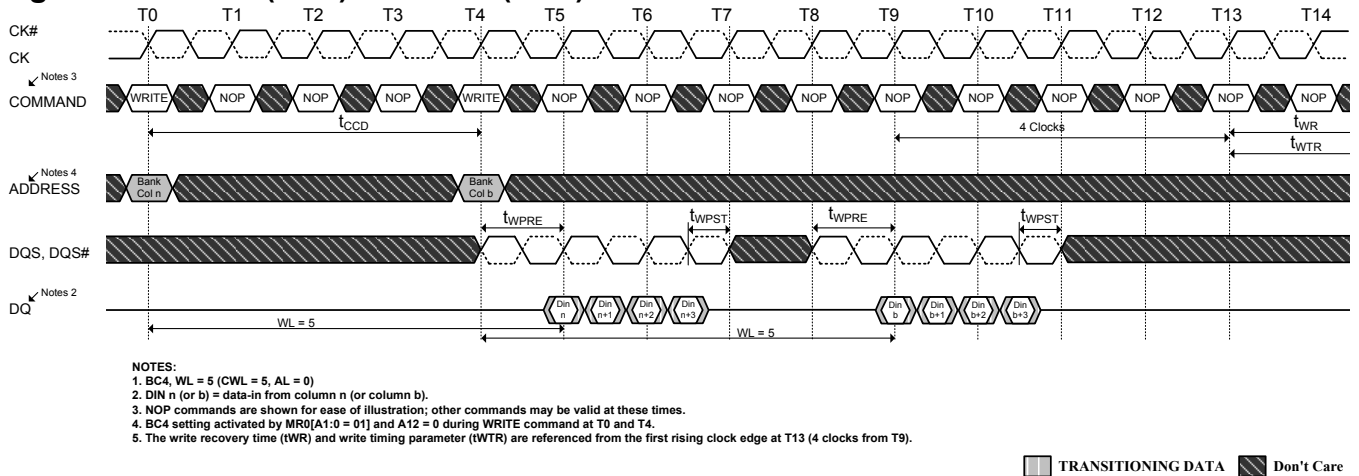 T0 T1 T2 T3 T4 T5 T6 T7 T8 T9 T10 T11 T12 T13 T14
CK#
CK
Notes 3
COMMAND
WRITE NOP NOP NOP WRITE NOP NOP NOP NOP NOP NOP NOP NOP NOP NOP
tCCD
4 Clocks
tWR
tWTR
Notes 4
ADDRESS
Bank
Col n
Bank
Col b
tWPRE
tWPST
tWPRE
tWPST
DQS, DQS#
Notes 2
DQ
Din
n
Din
n+1
Din
n+2
Din
n+3
Din
b
Din
b+1
Din
b+2
Din
b+3
WL = 5
WL = 5
NOTES:
1. BC4, WL = 5 (CWL = 5, AL = 0)
2. DIN n (or b) = data-in from column n (or column b).
3. NOP commands are shown for ease of illustration; other commands may be valid at these times.
4. BC4 setting activated by MR0[A1:0 = 01] and A12 = 0 during WRITE command at T0 and T4.
5. The write recovery time (tWR) and write timing parameter (tWTR) are referenced from the first rising clock edge at T13 (4 clocks from T9).
TRANSITIONING DATA Don't Care